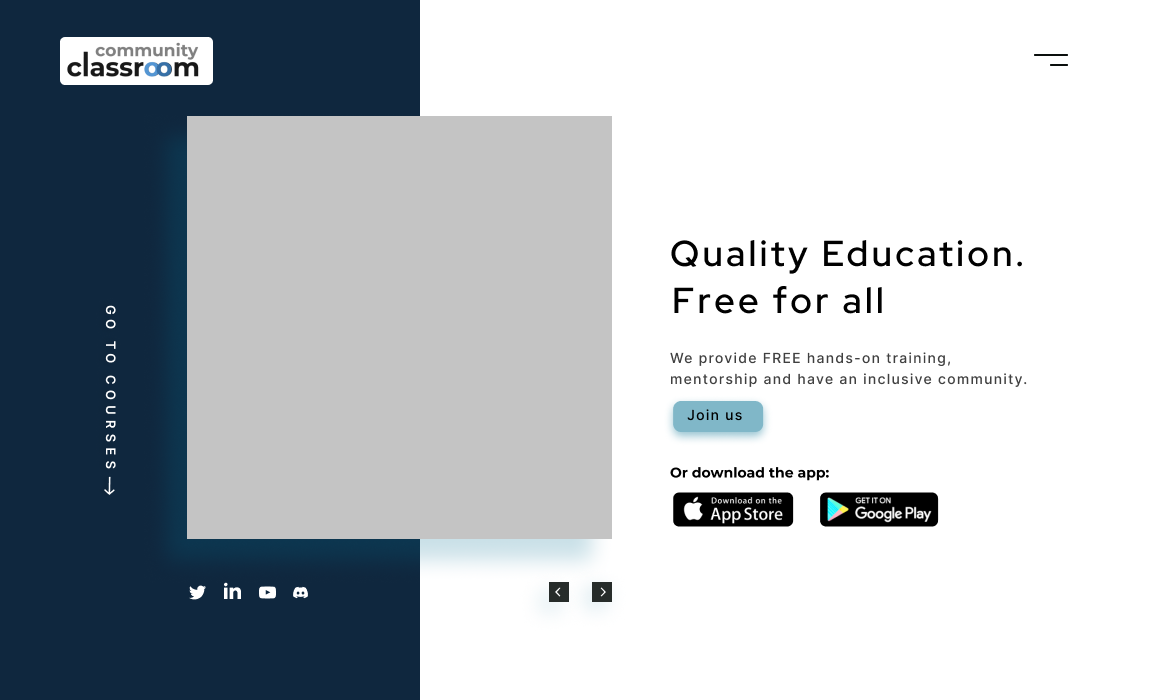 community
classroom
GO TO COURSES
Quality Education.
Free for all
We provide FREE hands-on training,
mentorship and have an inclusive community.
Join us
Or download the app:
Download on the
App Store
GET IT ON
Google Play
in